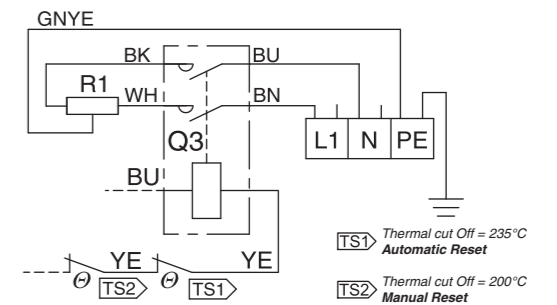 GNYE
BK BU
R1
WH BN
Q3
L1 N PE
BU
YE YE
Θ TS2 Θ TS1
TS1 Thermal cut Off = 235°C
Automatic Reset
TS2 Thermal cut Off = 200°C
Manual Reset